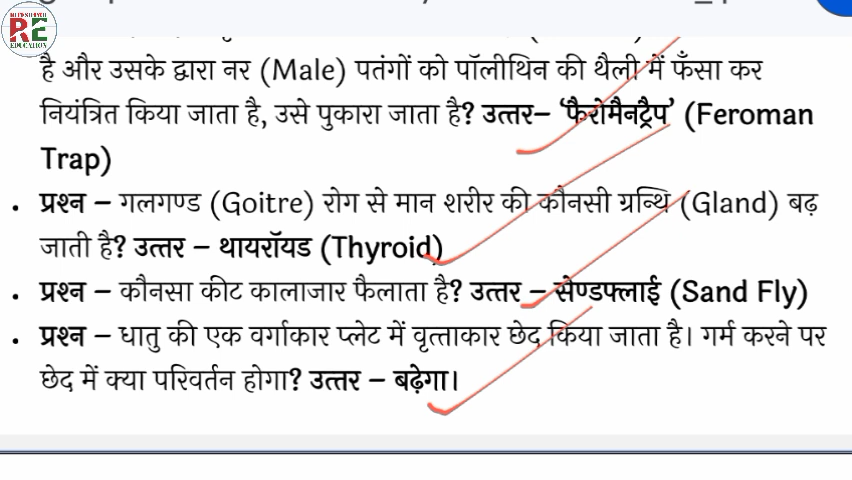 RE
EDUCATION
है और उसके द्वारा नर (Male) पतंगों को पॉलीथिन की थैली में फँसा कर
नियंत्रित किया जाता है, उसे पुकारा जाता है? उत्तर– ‘फैरोमैनट्रैप’ (Feroman
Trap)
• प्रश्न – गलगण्ड (Goitre) रोग से मान शरीर की कौनसी ग्रन्थि (Gland) बढ़
जाती है? उत्तर – थायरॉयड (Thyroid)
• प्रश्न – कौनसा कीट कालाजार फैलाता है? उत्तर – सेण्डफ्लाई (Sand Fly)
• प्रश्न – धातु की एक वर्गाकार प्लेट में वृत्ताकार छेद किया जाता है। गर्म करने पर
छेद में क्या परिवर्तन होगा? उत्तर – बढ़ेगा।